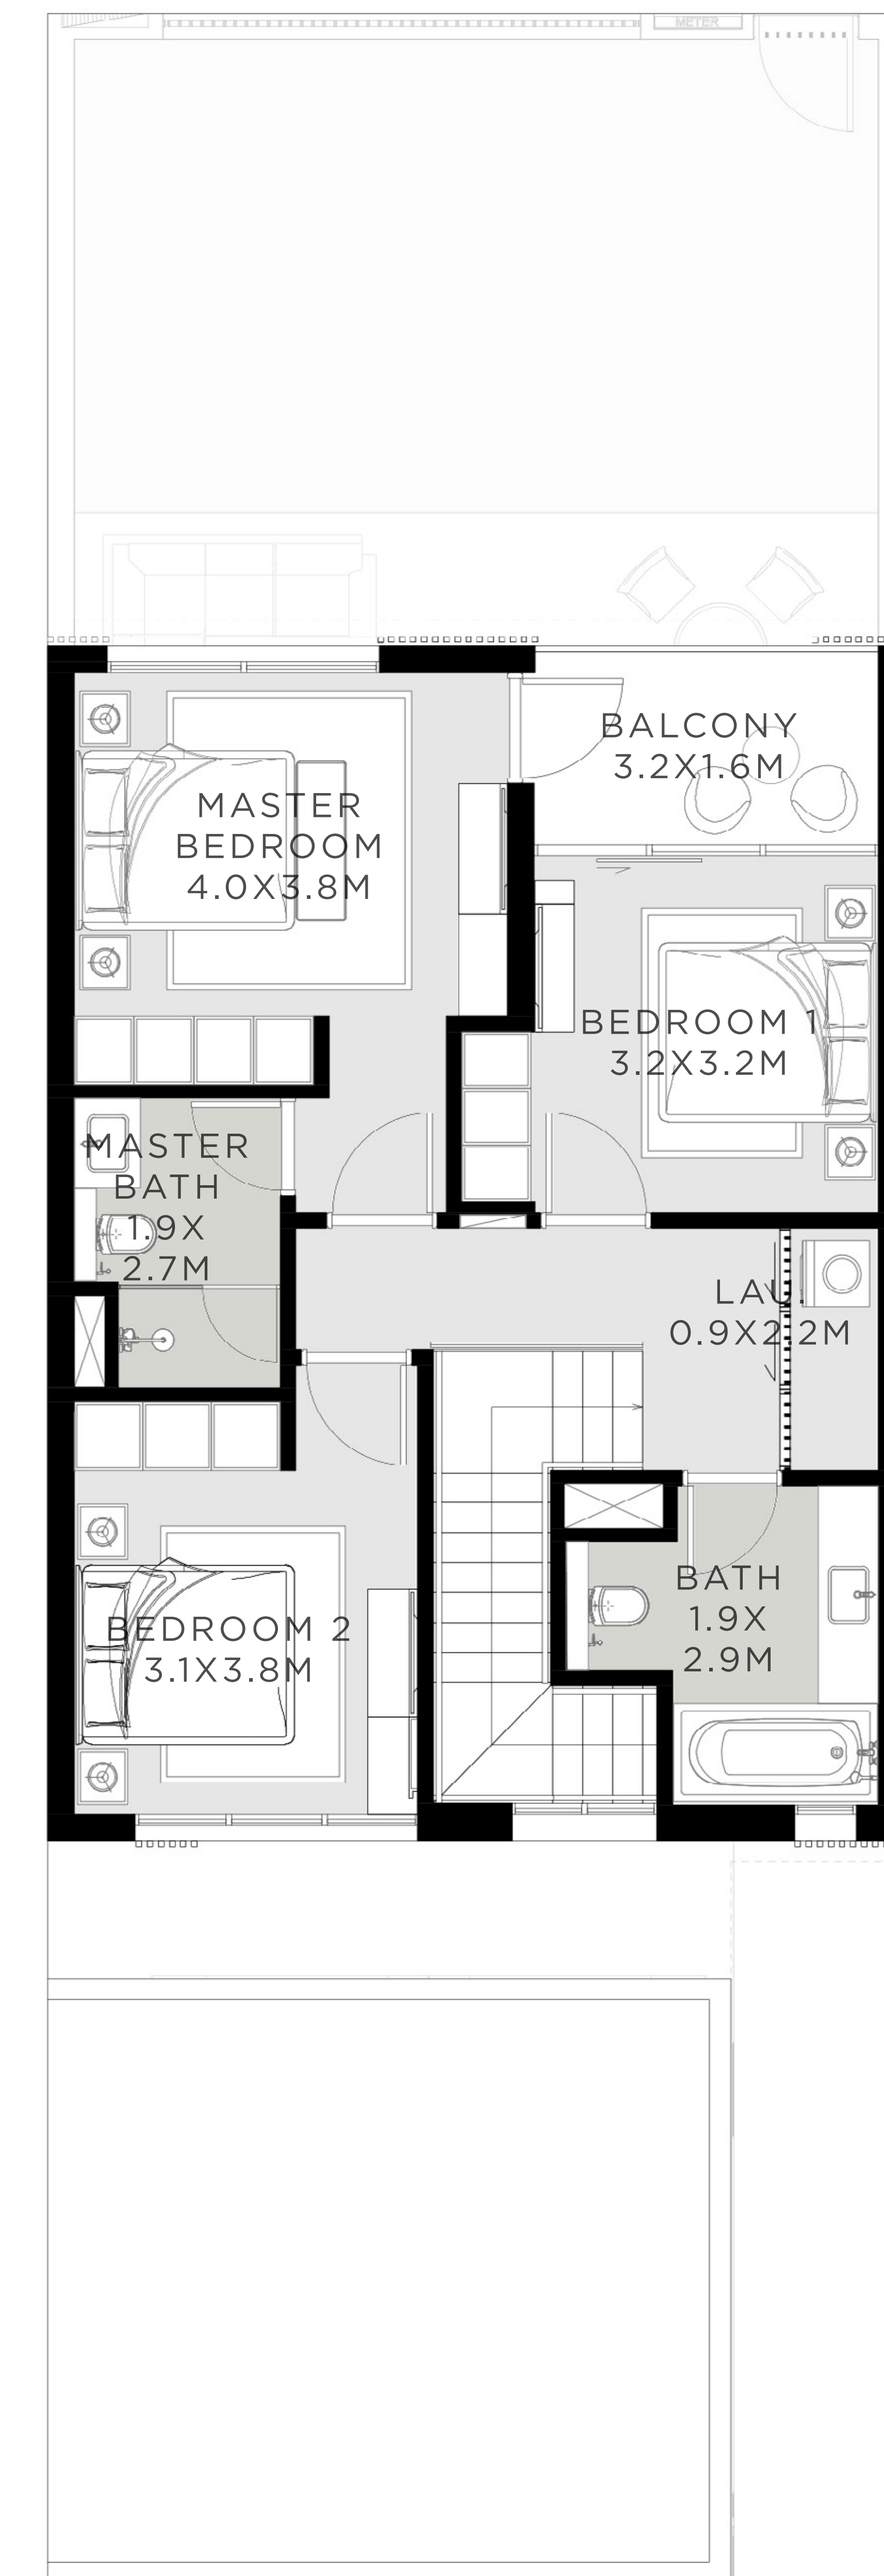 METER
BALCONY
3.2X1.6M
MASTER
BEDROOM
4.0X3.8M
BEDROOM 1
3.2X3.2M
MASTER
BATH
1.9X
2.7M
LAU.
0.9X2.2M
BATH
1.9X
2.9M
BEDROOM 2
3.1X3.8M